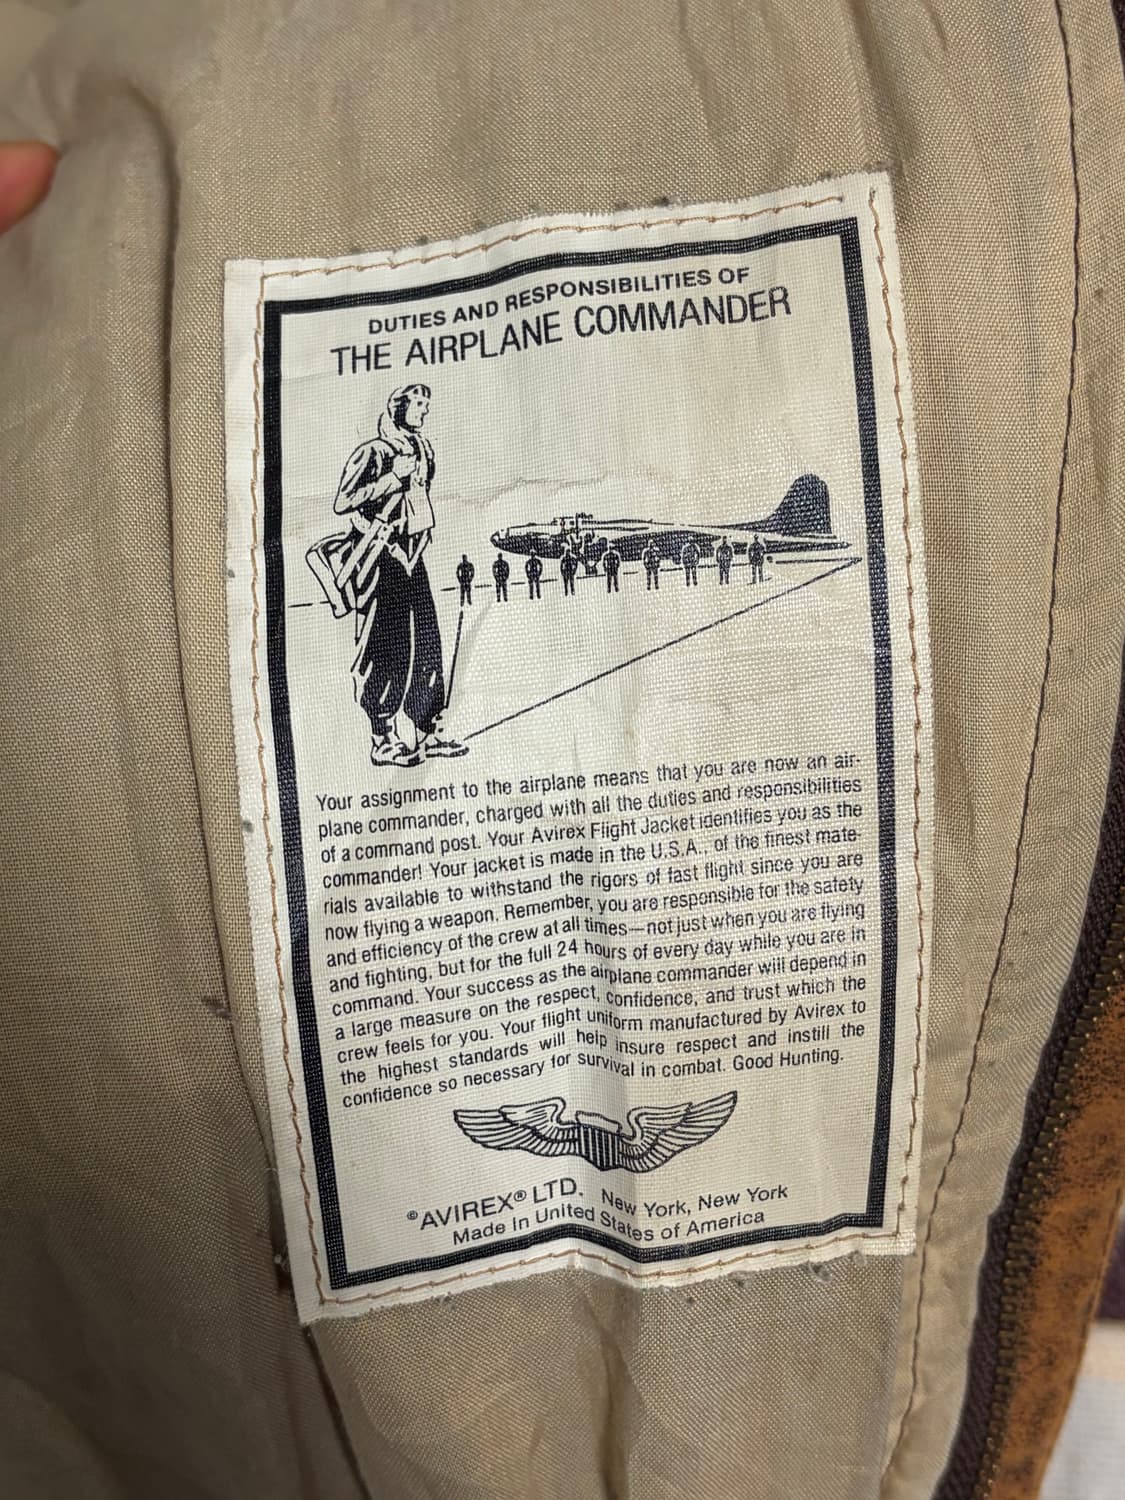 DUTIES AND RESPONSIBILITIES OF
THE AIRPLANE COMMANDER
Your assignment to the airplane means that you are now an air-
plane commander, charged with all the duties and responsibilities
of a command post. Your Avirex Flight Jacket identifies you as the
commander! Your jacket is made in the U.S.A., of the finest mate-
rials available to withstand the rigors of fast flight since you are
now flying a weapon. Remember, you are responsible for the safety
and efficiency of the crew at all times—not just when you are flying
and fighting, but for the full 24 hours of every day while you are in
command. Your success as the airplane commander will depend in
a large measure on the respect, confidence, and trust which the
crew feels for you. Your flight uniform manufactured by Avirex to
the highest standards will help insure respect and instill the
confidence so necessary for survival in combat. Good Hunting.
©AVIREX® LTD. New York, New York
Made in United States of America